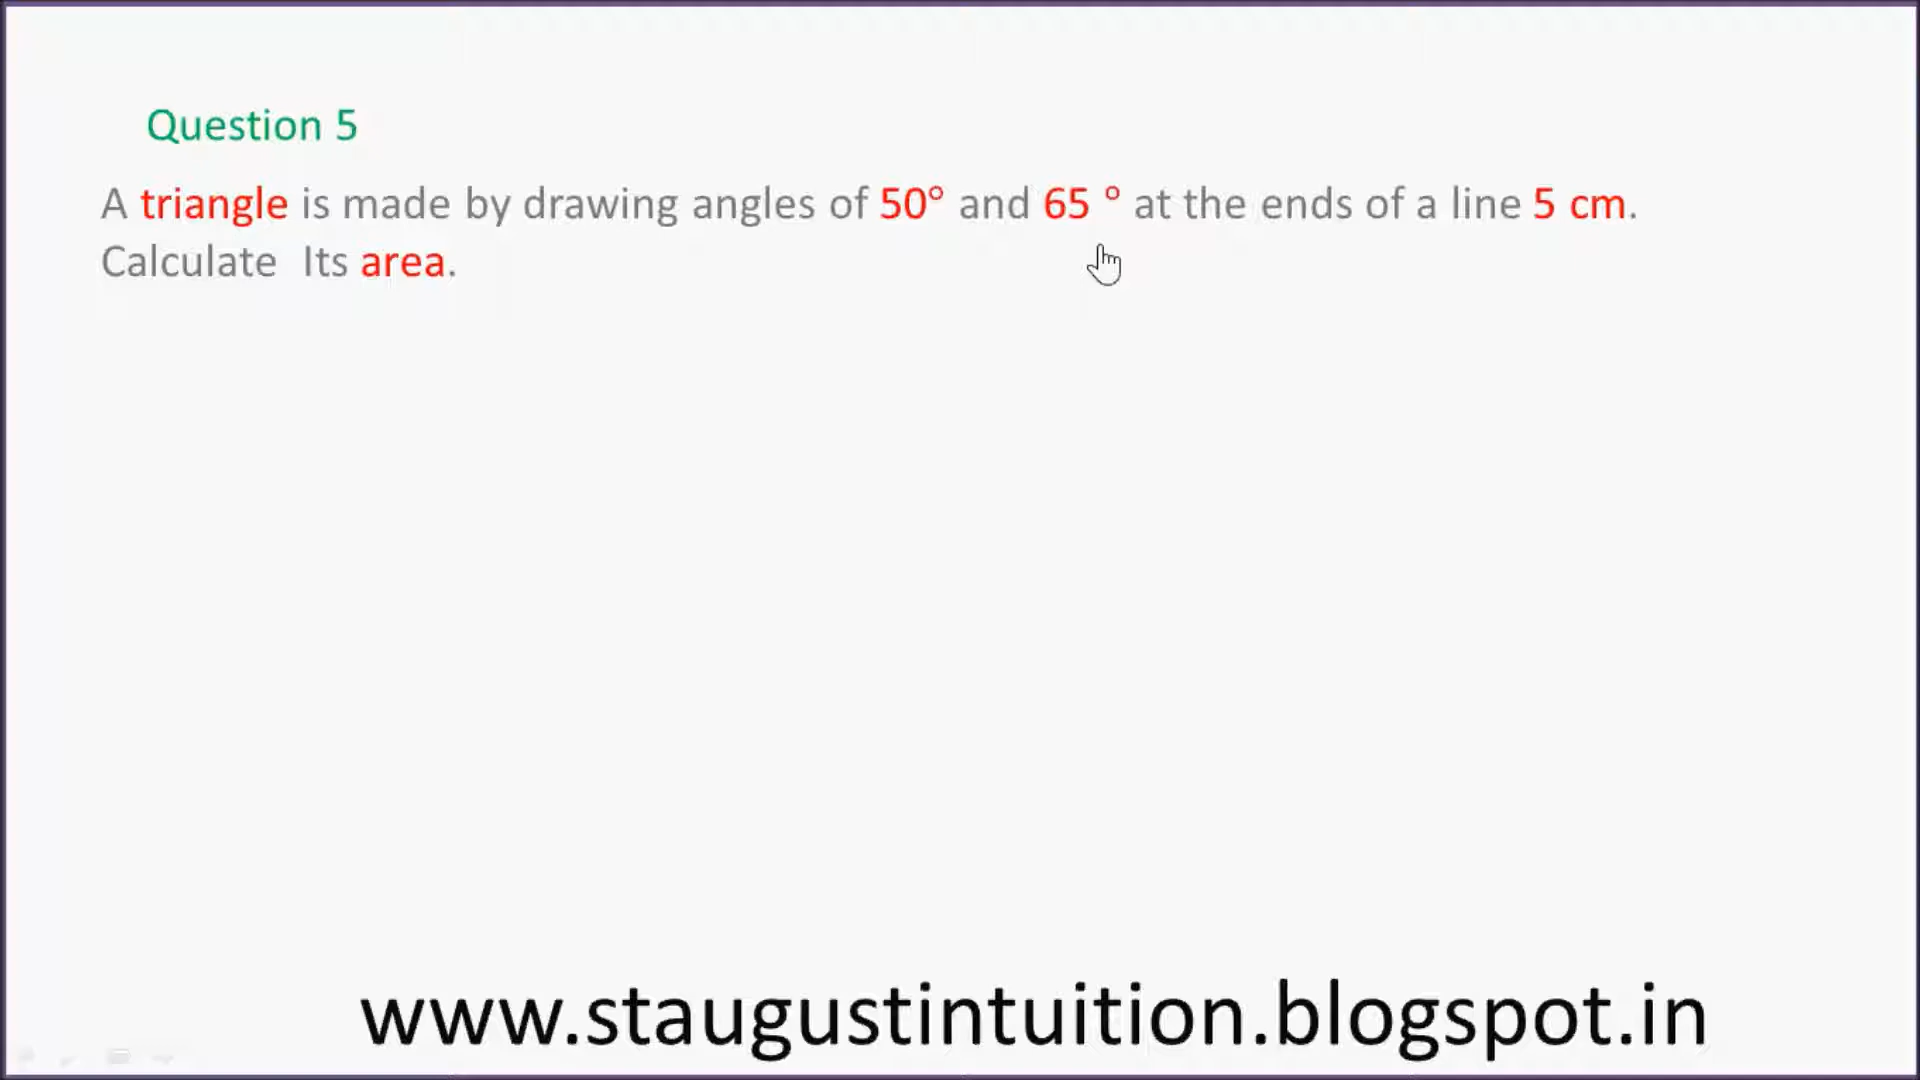 Question 5
A triangle is made by drawing angles of 50° and 65 ° at the ends of a line 5 cm.
Calculate  Its area.
www.staugustintuition.blogspot.in